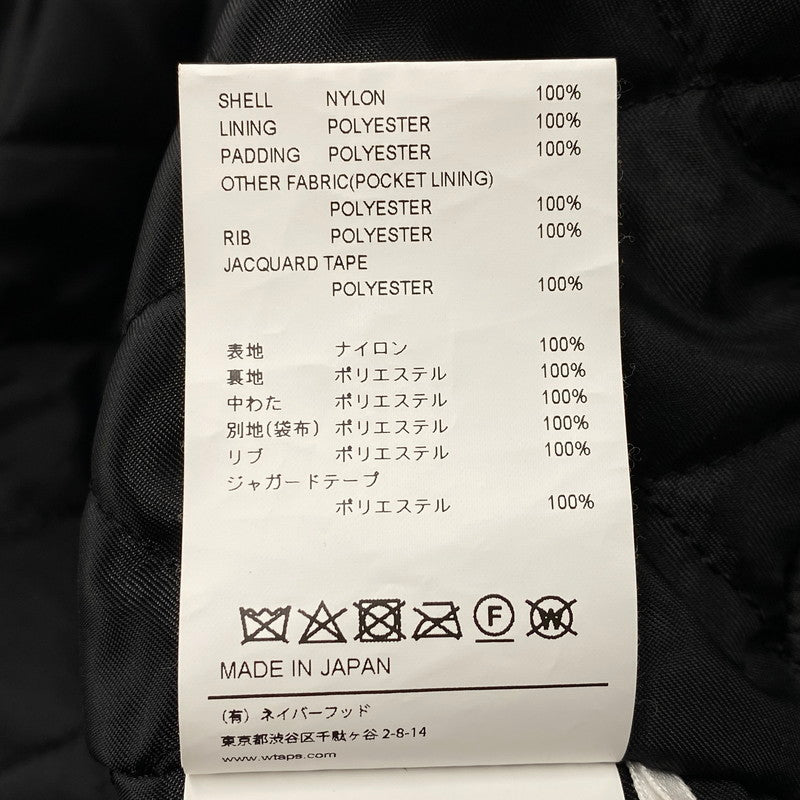 SHELL NYLON 100%
LINING POLYESTER 100%
PADDING POLYESTER 100%
OTHER FABRIC(POCKET LINING)
POLYESTER 100%
RIB POLYESTER 100%
JACQUARD TAPE
POLYESTER 100%
表地 ナイロン 100%
裏地 ポリエステル 100%
中わた ポリエステル 100%
別地(袋布) ポリエステル 100%
リブ ポリエステル 100%
ジャガードテープ
ポリエステル 100%
F W
MADE IN JAPAN
(有) ネイバーフッド
東京都渋谷区千駄ヶ谷 2-8-14
www.wtaps.com